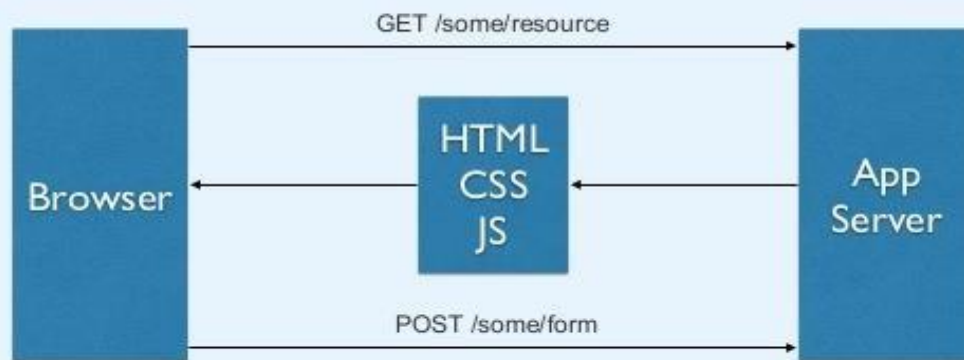 GET /some/resource
Browser
HTML
CSS
JS
App
Server
POST /some/form